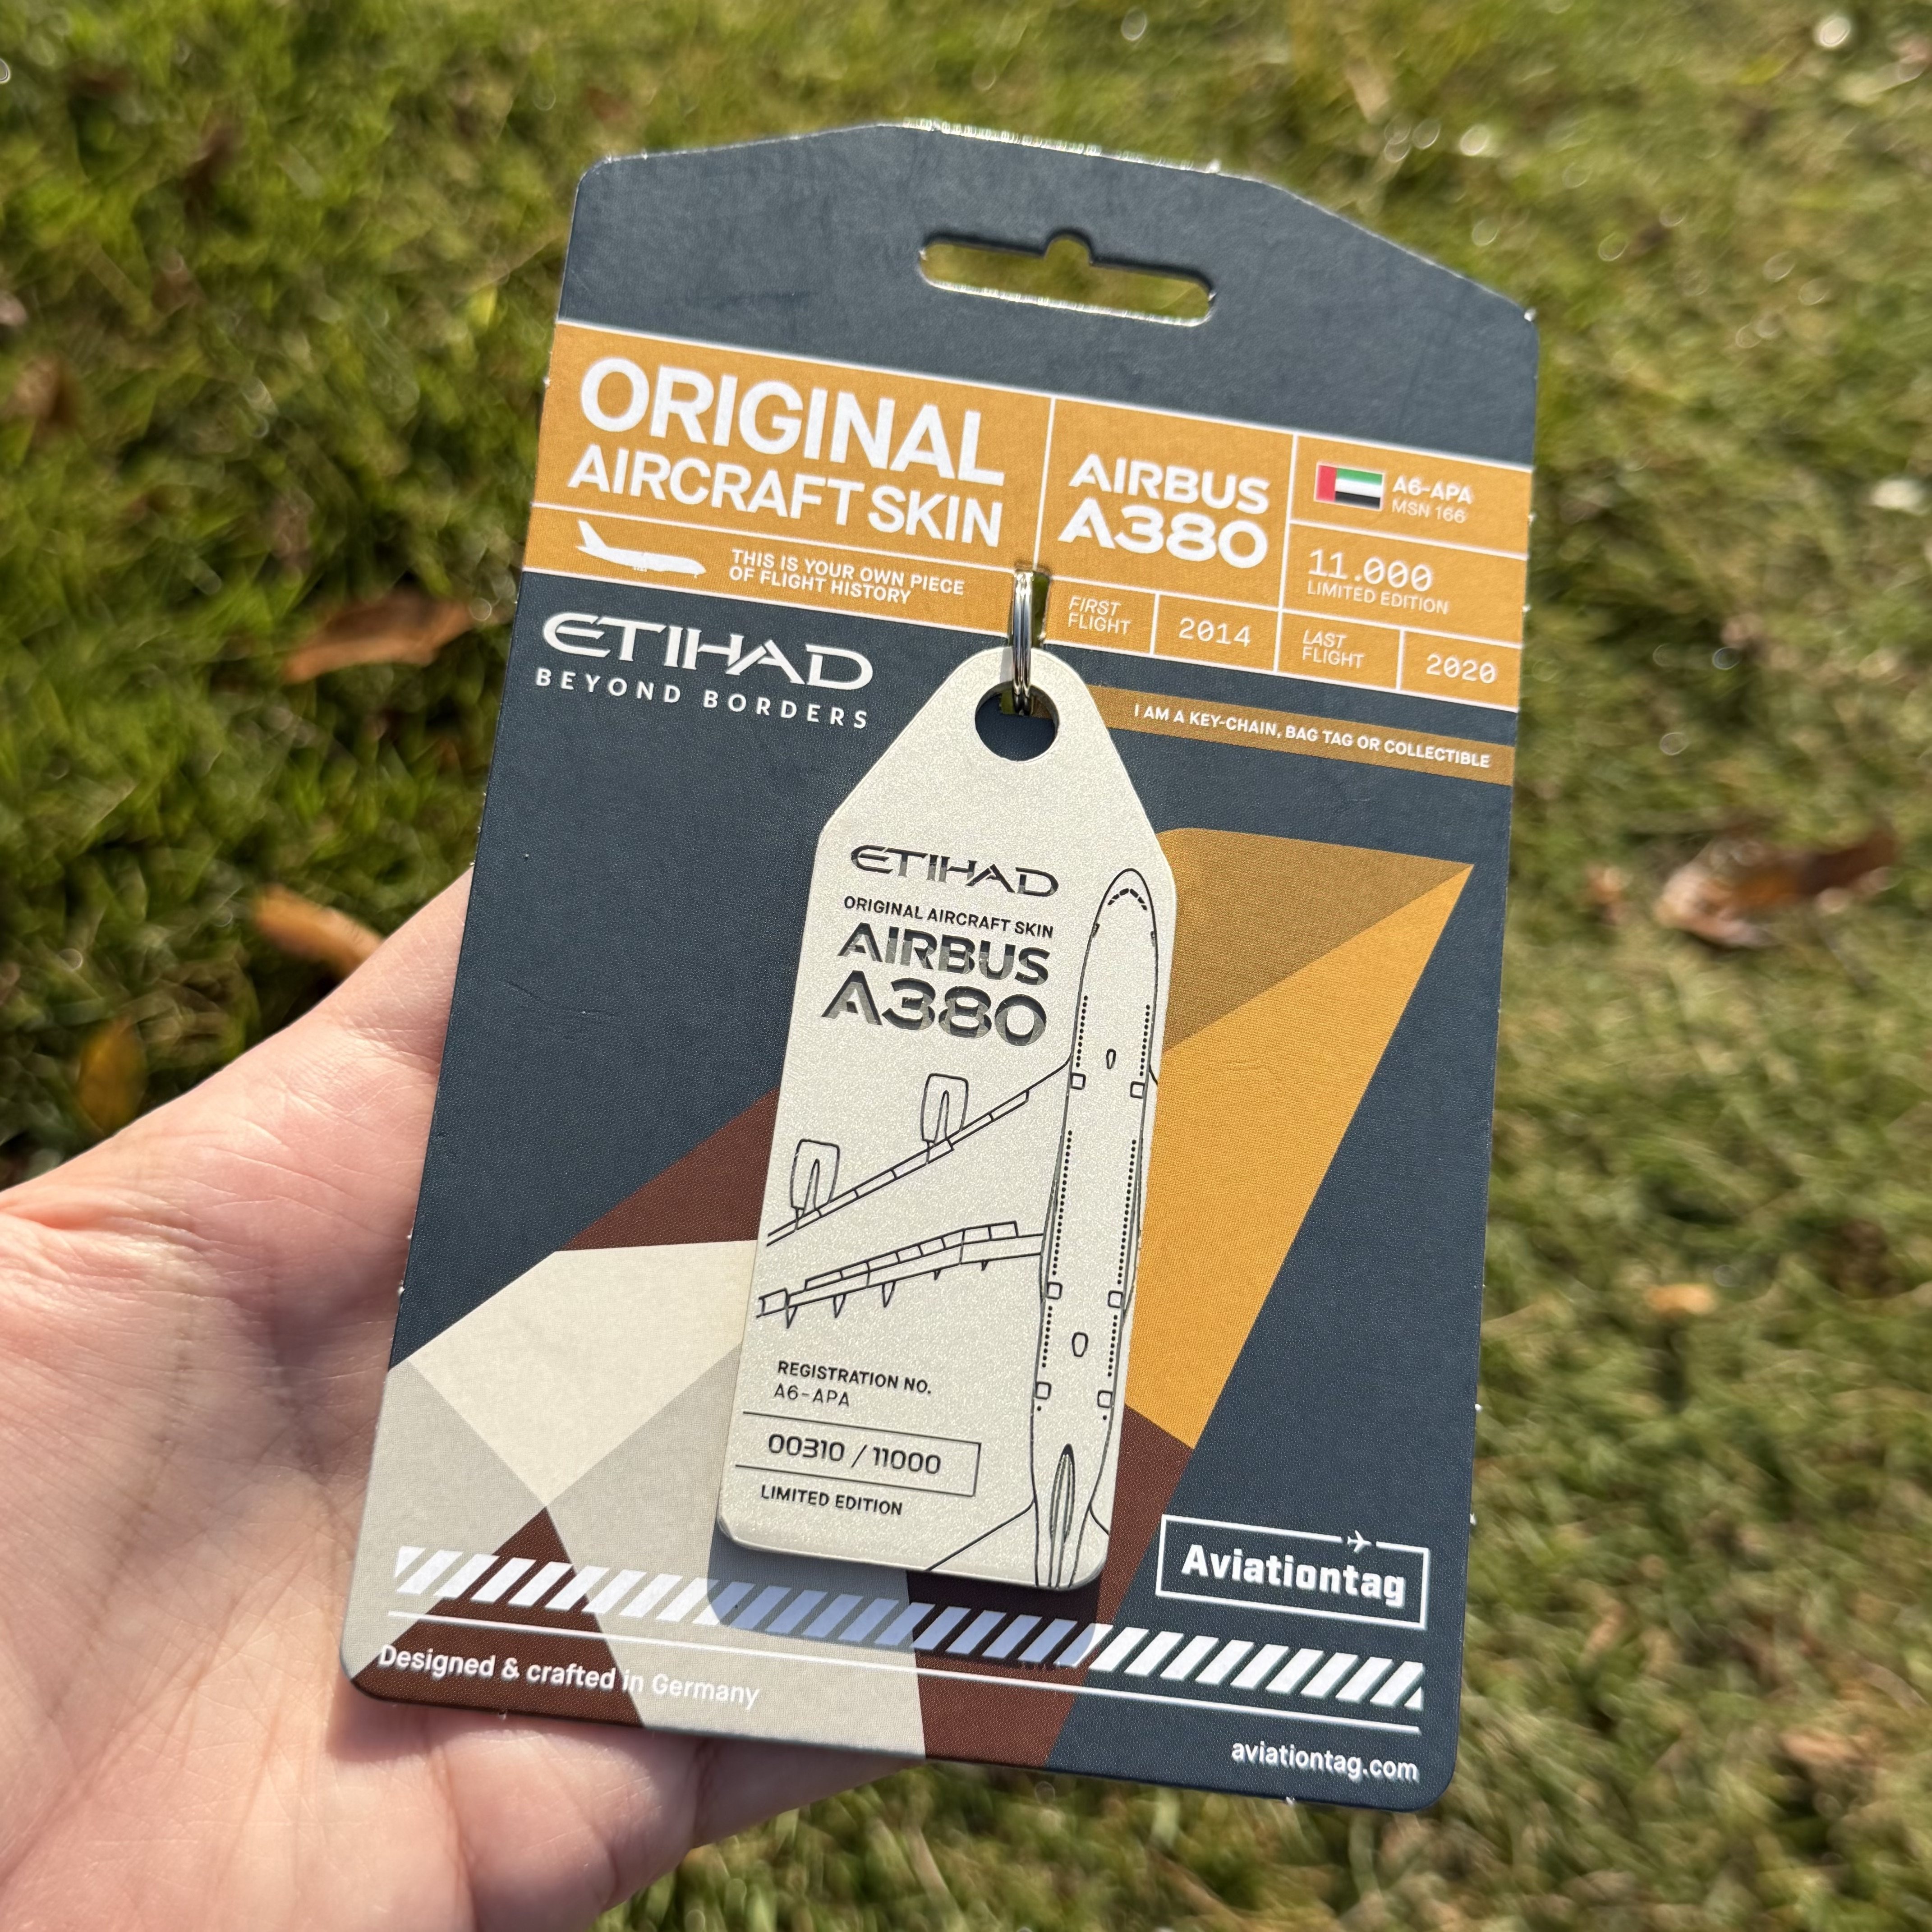 ORIGINAL
AIRCRAFT SKIN
THIS IS YOUR OWN PIECE
OF FLIGHT HISTORY
AIRBUS
A380
A6-APA
MSN 166
11.000
LIMITED EDITION
FIRST
FLIGHT
2014
LAST
FLIGHT
2020
ETIHAD
BEYOND BORDERS
I AM A KEY-CHAIN, BAG TAG OR COLLECTIBLE
ETIHAD
ORIGINAL AIRCRAFT SKIN
AIRBUS
A380
REGISTRATION NO.
A6-APA
00310 / 11000
LIMITED EDITION
Aviationtag
Designed & crafted in Germany
aviationtag.com